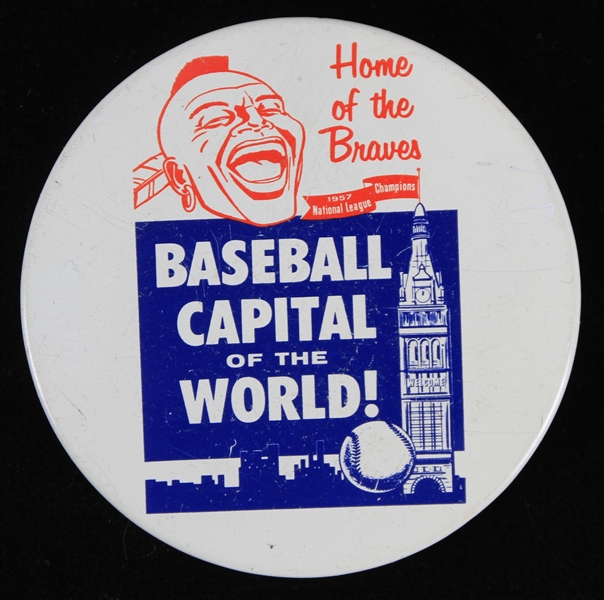 Home
of the
Braves
1957
National League
Champions
BASEBALL
CAPITAL
OF THE
WORLD!
WELCOME